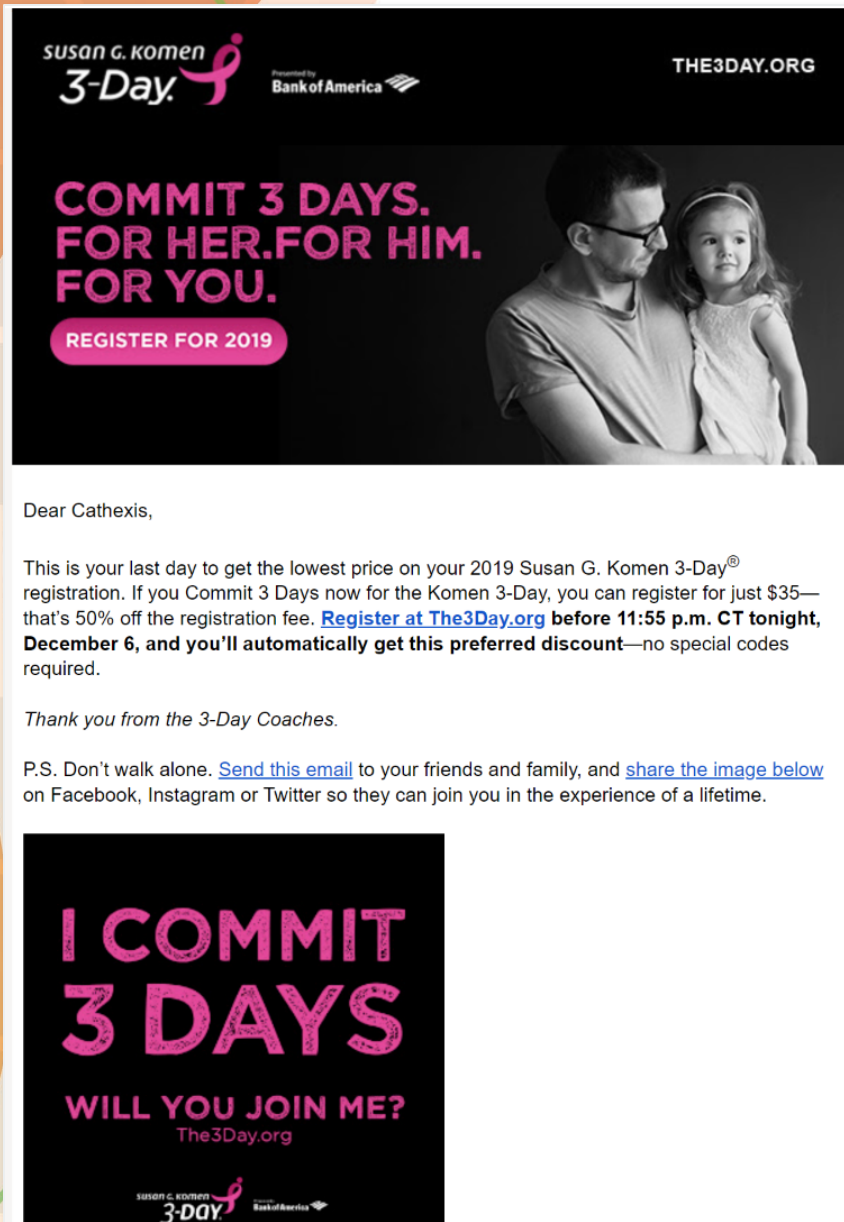 susan g. komen
3-Day.
Presented by
Bank of America
THE3DAY.ORG
COMMIT 3 DAYS.
FOR HER.FOR HIM.
FOR YOU.
REGISTER FOR 2019
Dear Cathexis,
This is your last day to get the lowest price on your 2019 Susan G. Komen 3-Day®
registration. If you Commit 3 Days now for the Komen 3-Day, you can register for just $35—
that’s 50% off the registration fee. Register at The3Day.org before 11:55 p.m. CT tonight,
December 6, and you’ll automatically get this preferred discount—no special codes
required.
Thank you from the 3-Day Coaches.
P.S. Don’t walk alone. Send this email to your friends and family, and share the image below
on Facebook, Instagram or Twitter so they can join you in the experience of a lifetime.
I COMMIT
3 DAYS
WILL YOU JOIN ME?
The3Day.org
susan g. komen
3-DAY
Bank of America